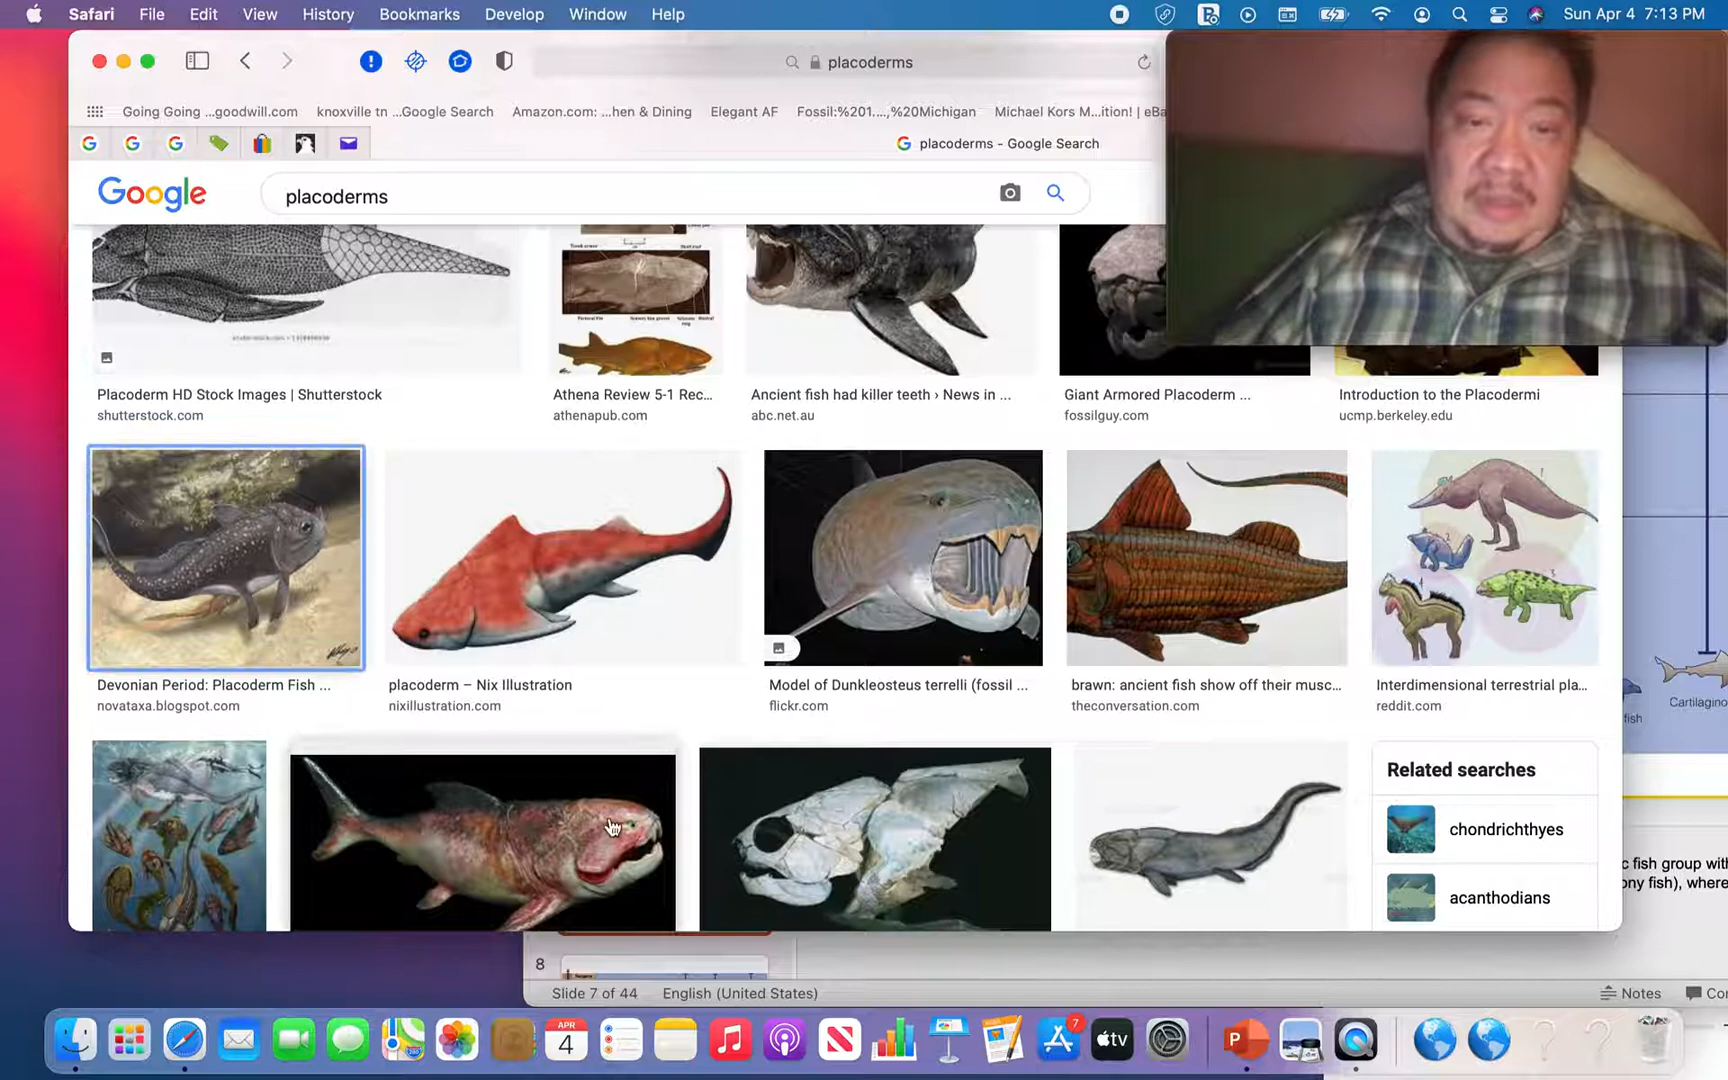 Safari File Edit View History Bookmarks Develop Window Help Sun Apr 4 7:13 PM
placoderms
Going Going ...goodwill.com knoxville tn ...Google Search Amazon.com: ...hen & Dining Elegant AF Fossil:%201...,%20Michigan Michael Kors M...ition! | eBa
placoderms - Google Search
Google placoderms
Placoderm HD Stock Images | Shutterstock
shutterstock.com
Athena Review 5-1 Rec...
athenapub.com
Ancient fish had killer teeth › News in ...
abc.net.au
Giant Armored Placoderm ...
fossilguy.com
Introduction to the Placodermi
ucmp.berkeley.edu
Devonian Period: Placoderm Fish ...
novataxa.blogspot.com
placoderm – Nix Illustration
nixillustration.com
Model of Dunkleosteus terrelli (fossil ...
flickr.com
brawn: ancient fish show off their musc...
theconversation.com
Interdimensional terrestrial pla...
reddit.com
Related searches
chondrichthyes
acanthodians
fish
Cartilagino
c fish group with
ony fish), where
8
Slide 7 of 44 English (United States) Notes Con
APR
4
7
tv